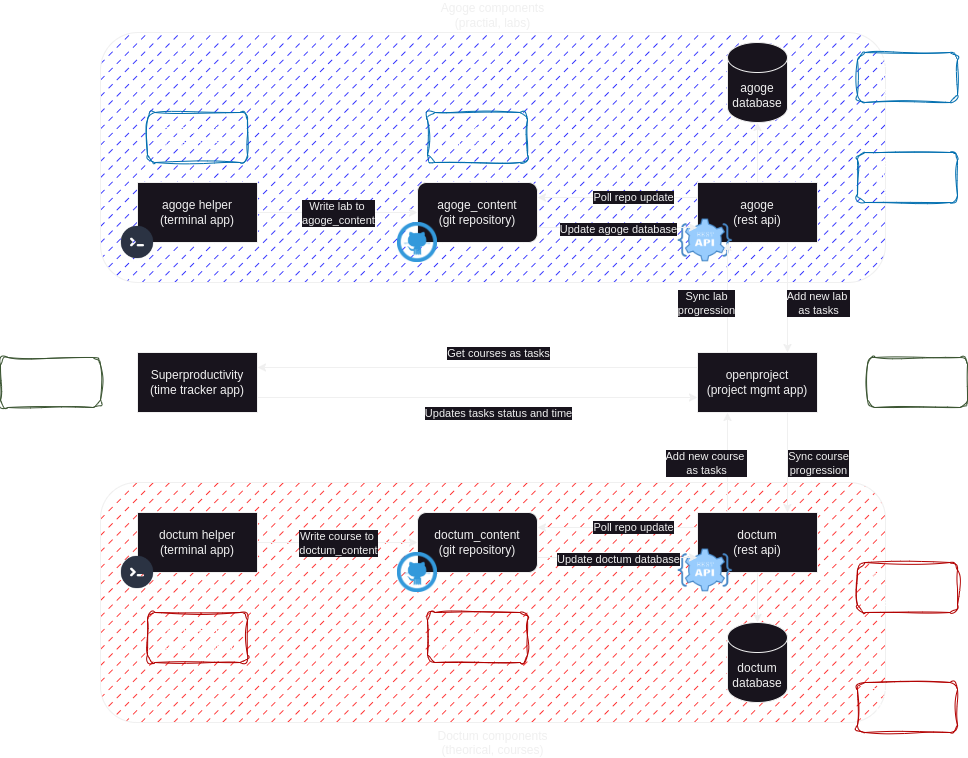 Agoge components
(practial, labs)
agoge
database
agoge helper
(terminal app)
Write lab to
agoge_content
agoge_content
(git repository)
Poll repo update
Update agoge database
agoge
(rest api)
REST
API
Sync lab
progression
Add new lab
as tasks
Superproductivity
(time tracker app)
Get courses as tasks
Updates tasks status and time
openproject
(project mgmt app)
Add new course
as tasks
Sync course
progression
doctum helper
(terminal app)
Write course to
doctum_content
doctum_content
(git repository)
Poll repo update
Update doctum database
doctum
(rest api)
REST
API
doctum
database
Doctum components
(theorical, courses)